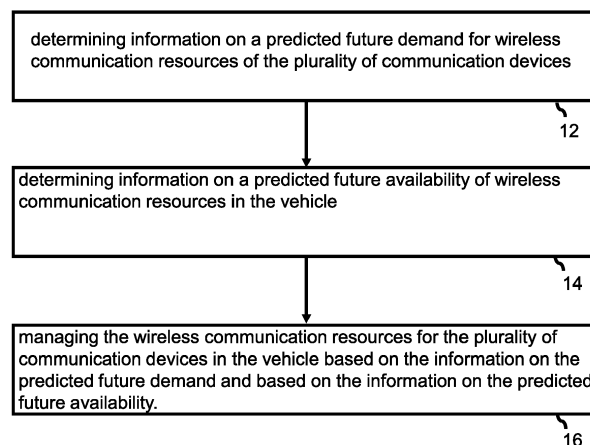 determining information on a predicted future demand for wireless
communication resources of the plurality of communication devices
12
determining information on a predicted future availability of wireless
communication resources in the vehicle
14
managing the wireless communication resources for the plurality of
communication devices in the vehicle based on the information on the
predicted future demand and based on the information on the predicted
future availability.
16